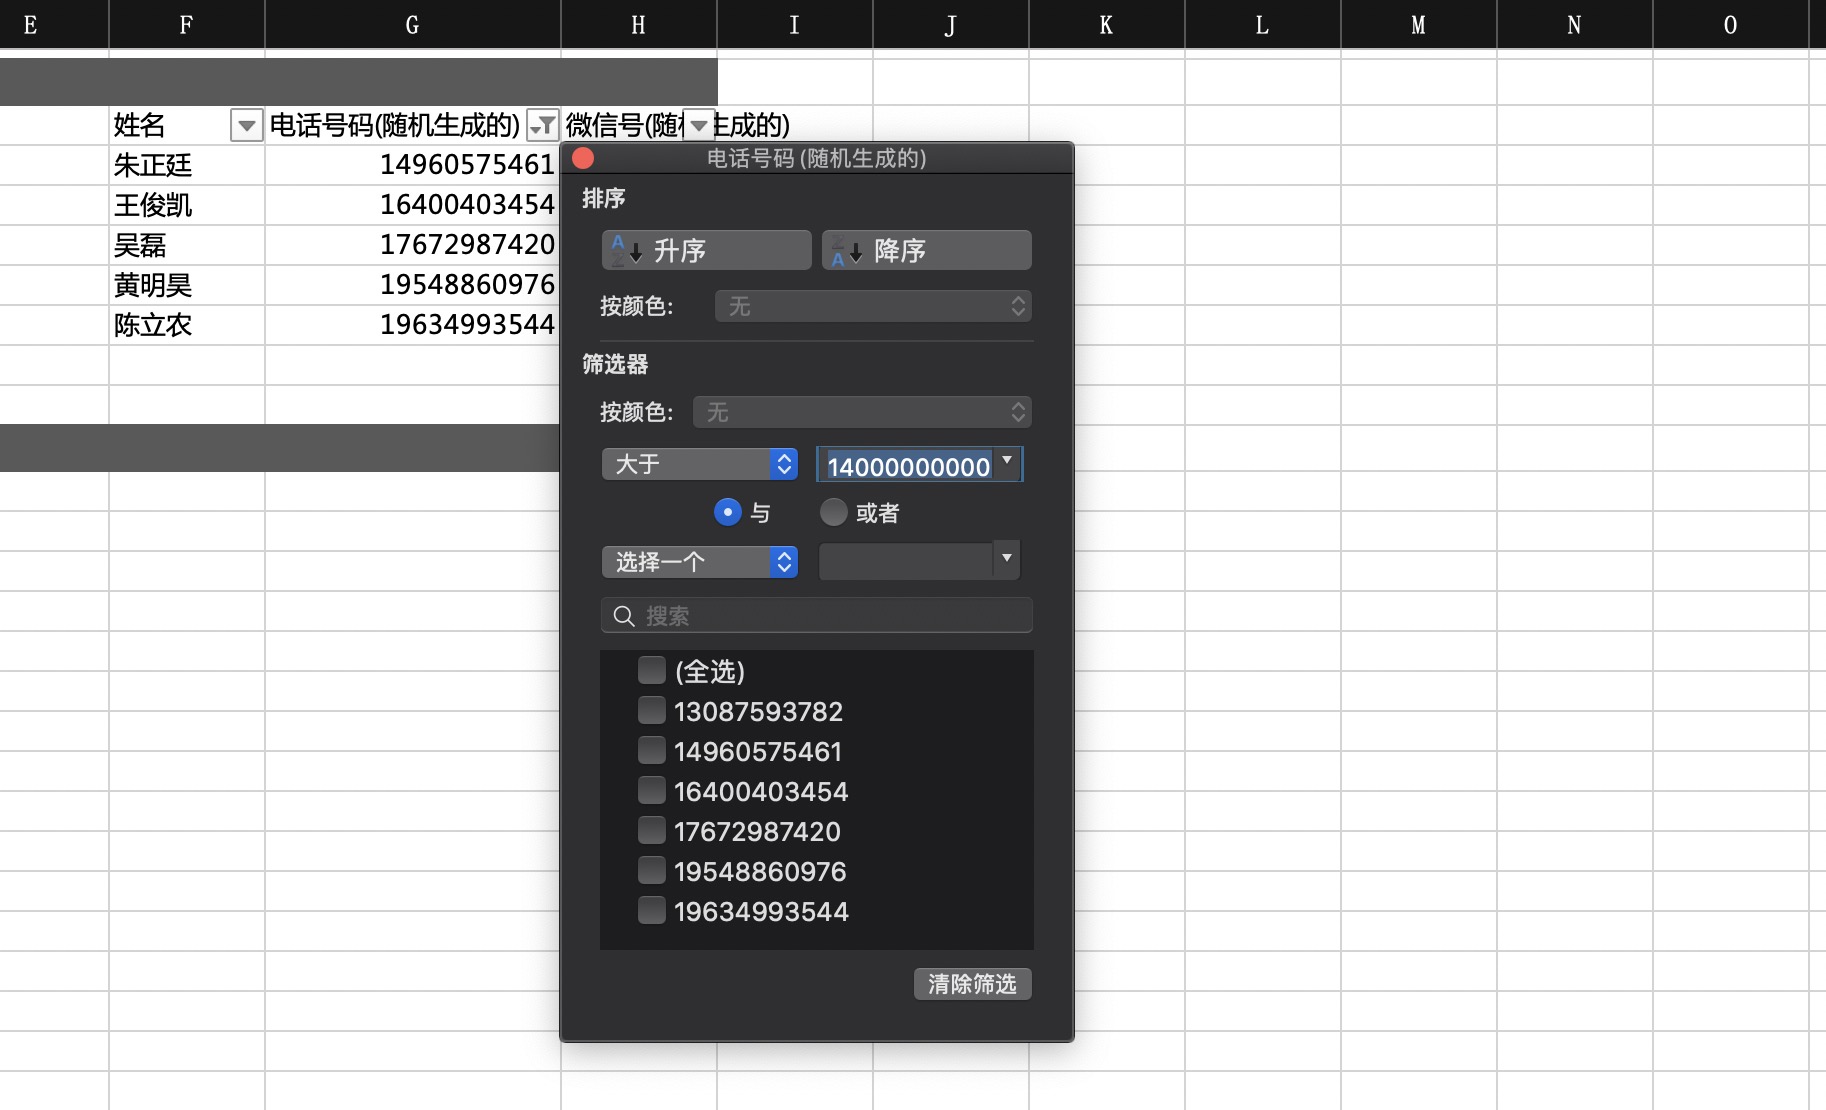 E F G H I J K L M N O
姓名 电话号码(随机生成的) 微信号(随机生成的)
朱正廷 14960575461
王俊凯 16400403454
吴磊 17672987420
黄明昊 19548860976
陈立农 19634993544
电话号码 (随机生成的)
排序
升序 降序
按颜色: 无
筛选器
按颜色: 无
大于 14000000000
与 或者
选择一个
搜索
(全选)
13087593782
14960575461
16400403454
17672987420
19548860976
19634993544
清除筛选